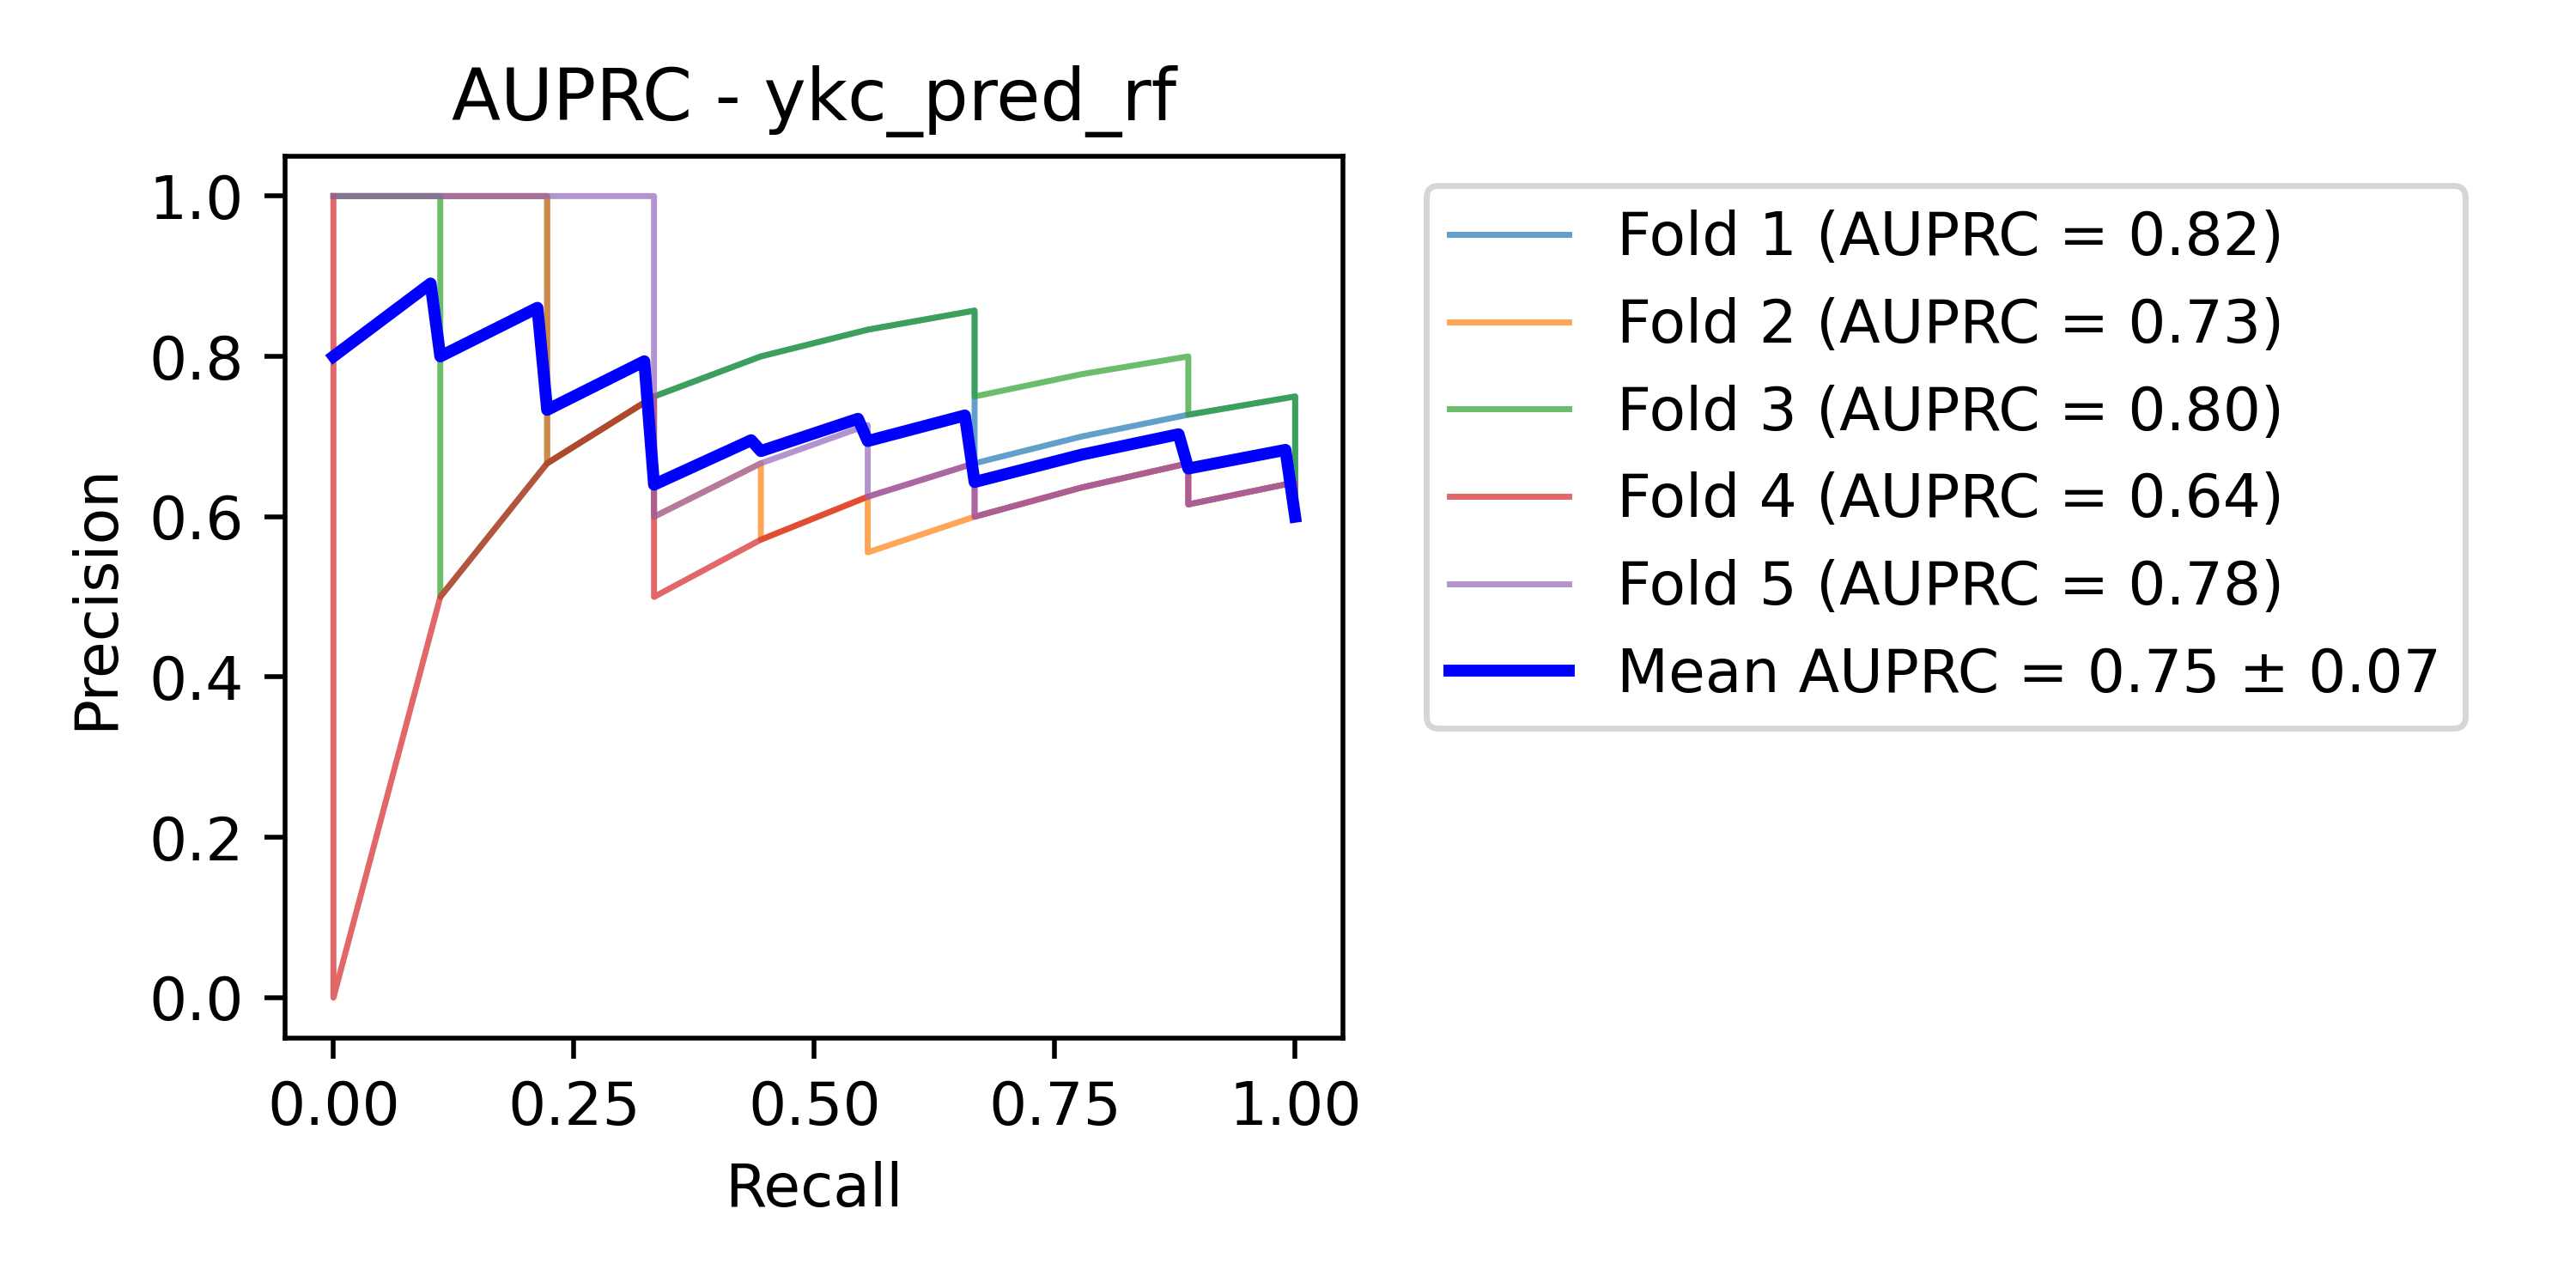 AUPRC - ykc_pred_rf
1.0
0.8
0.6
0.4
0.2
0.0
Precision
0.00 0.25 0.50 0.75 1.00
Recall
Fold 1 (AUPRC = 0.82)
Fold 2 (AUPRC = 0.73)
Fold 3 (AUPRC = 0.80)
Fold 4 (AUPRC = 0.64)
Fold 5 (AUPRC = 0.78)
Mean AUPRC = 0.75 ± 0.07